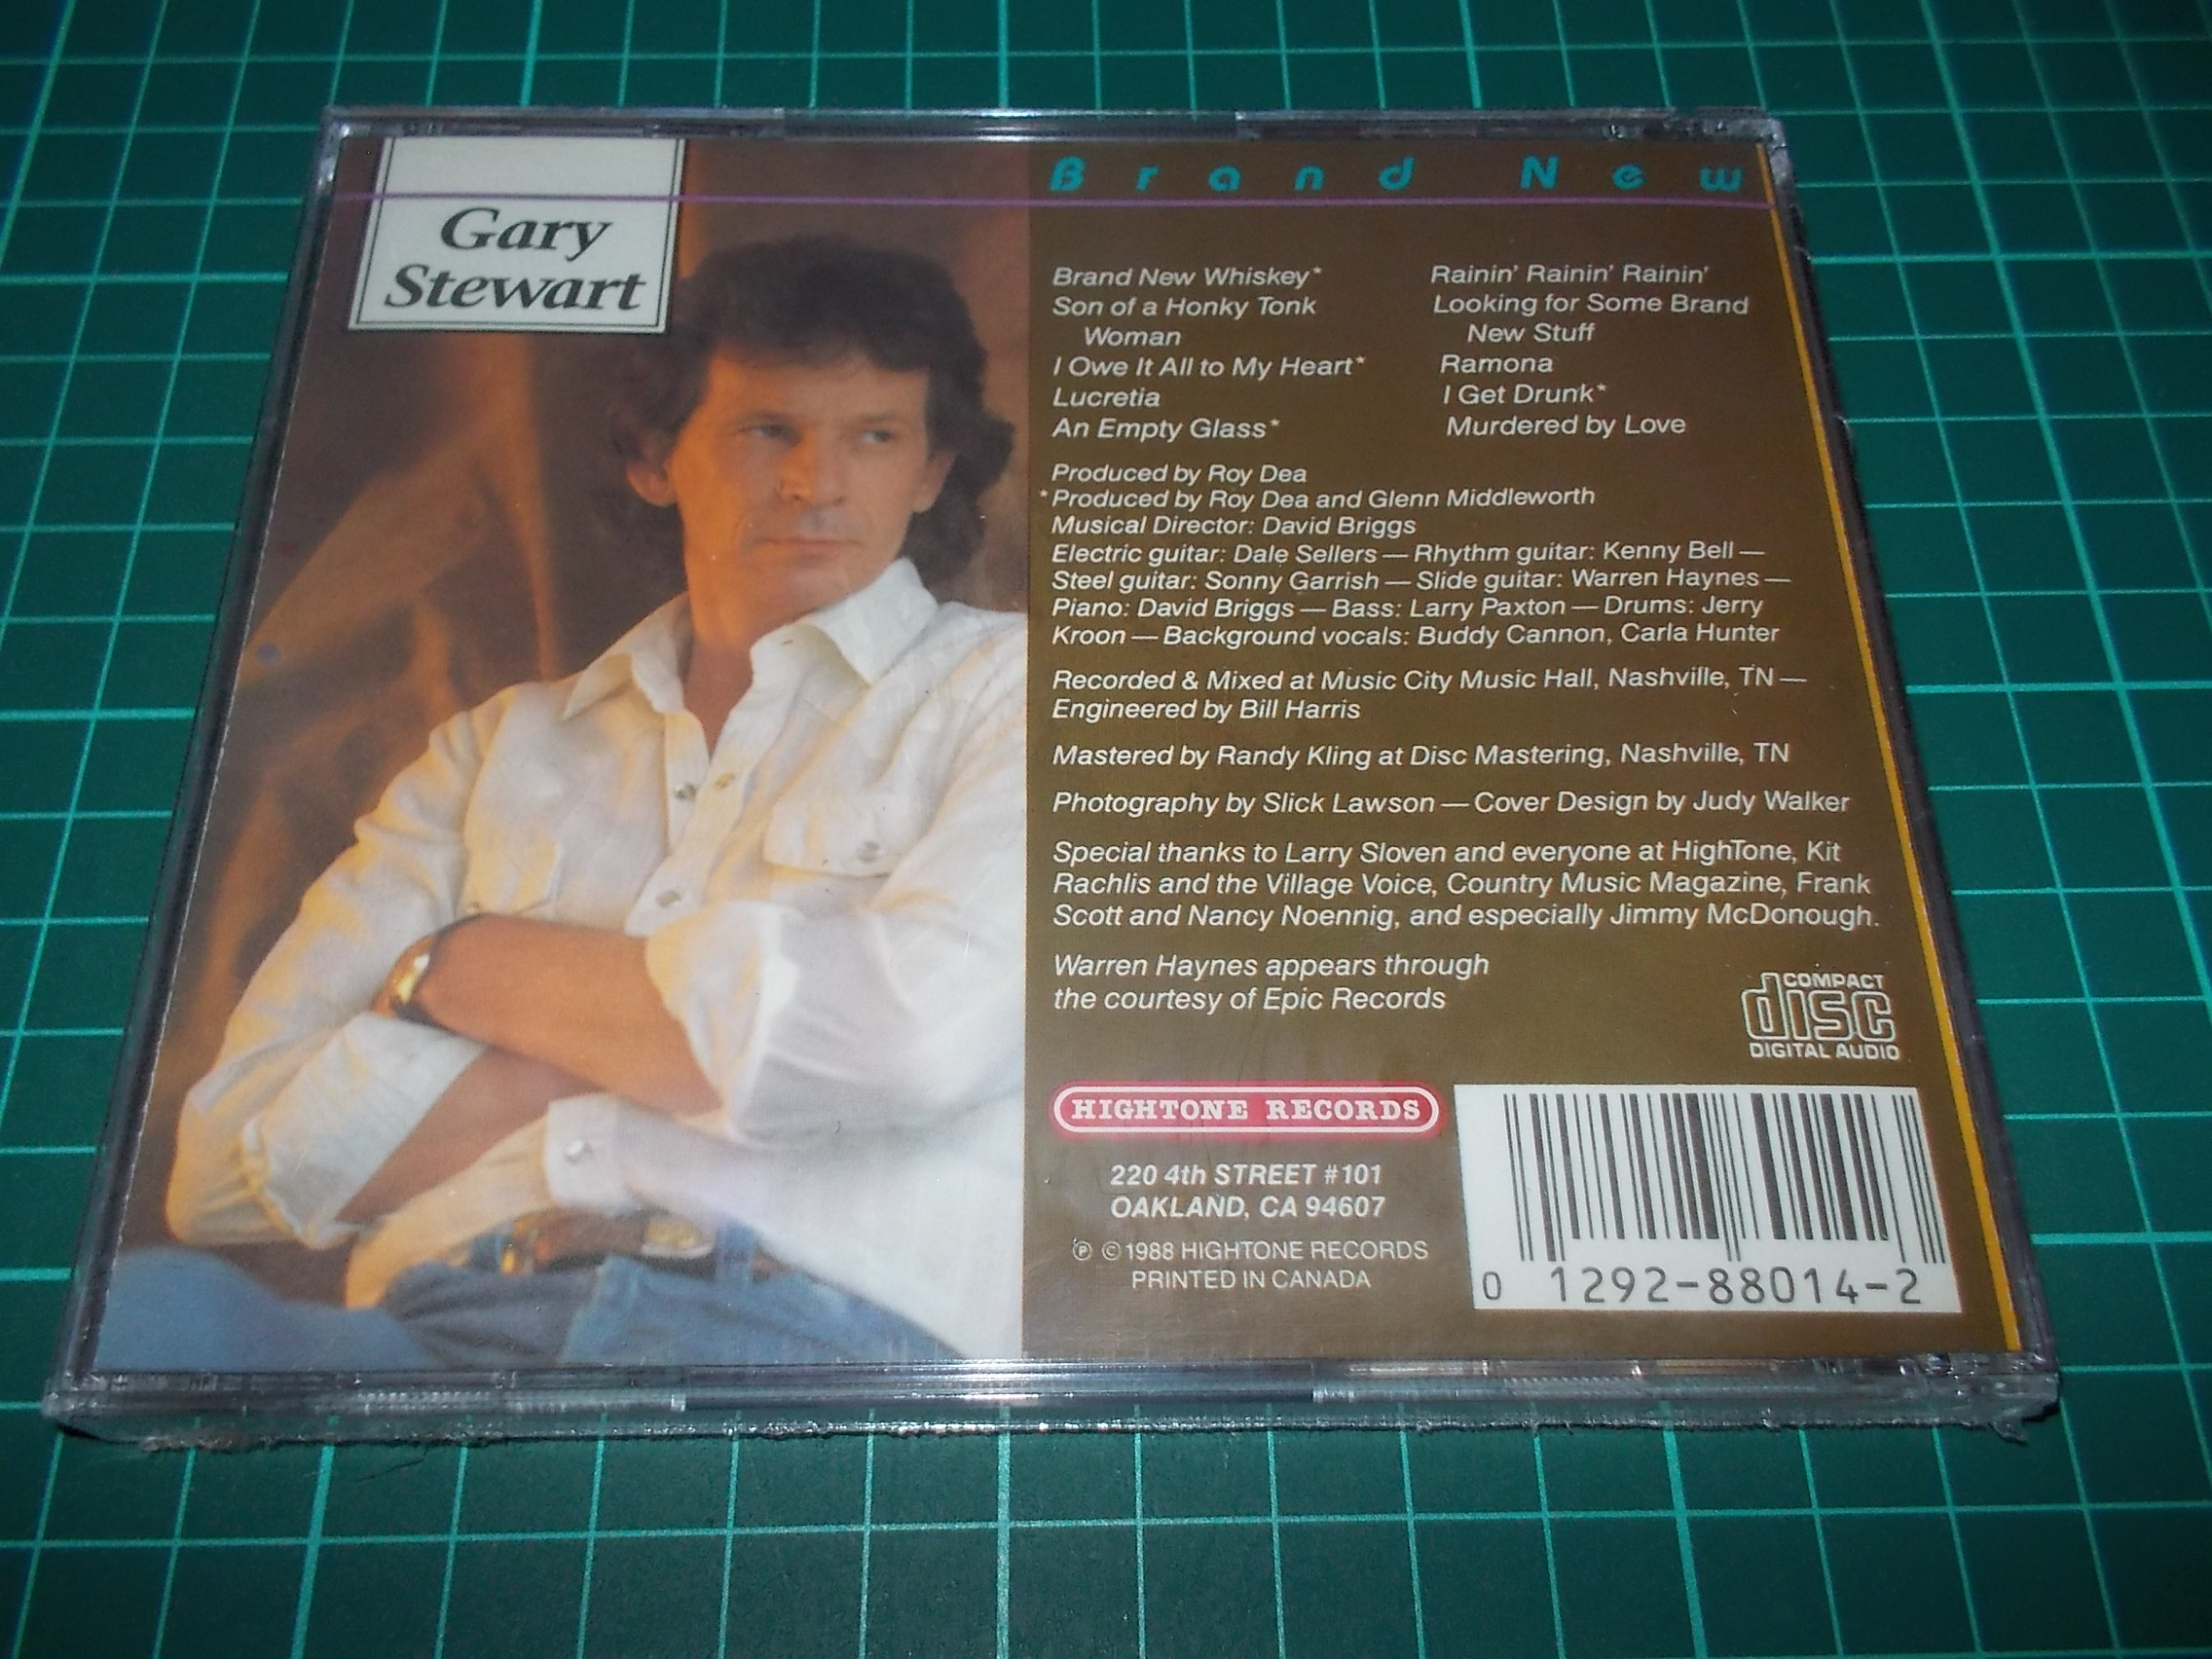 Gary
Stewart
Brand New
Brand New Whiskey*
Son of a Honky Tonk
Woman
I Owe It All to My Heart*
Lucretia
An Empty Glass*
Rainin' Rainin' Rainin'
Looking for Some Brand
New Stuff
Ramona
I Get Drunk*
Murdered by Love
Produced by Roy Dea
*Produced by Roy Dea and Glenn Middleworth
Musical Director: David Briggs
Electric guitar: Dale Sellers — Rhythm guitar: Kenny Bell —
Steel guitar: Sonny Garrish — Slide guitar: Warren Haynes —
Piano: David Briggs — Bass: Larry Paxton — Drums: Jerry
Kroon — Background vocals: Buddy Cannon, Carla Hunter
Recorded & Mixed at Music City Music Hall, Nashville, TN —
Engineered by Bill Harris
Mastered by Randy Kling at Disc Mastering, Nashville, TN
Photography by Slick Lawson — Cover Design by Judy Walker
Special thanks to Larry Sloven and everyone at HighTone, Kit
Rachlis and the Village Voice, Country Music Magazine, Frank
Scott and Nancy Noennig, and especially Jimmy McDonough.
Warren Haynes appears through
the courtesy of Epic Records
COMPACT
disc
DIGITAL AUDIO
HIGHTONE RECORDS
220 4th STREET #101
OAKLAND, CA 94607
℗ © 1988 HIGHTONE RECORDS
PRINTED IN CANADA
0 1292-88014-2